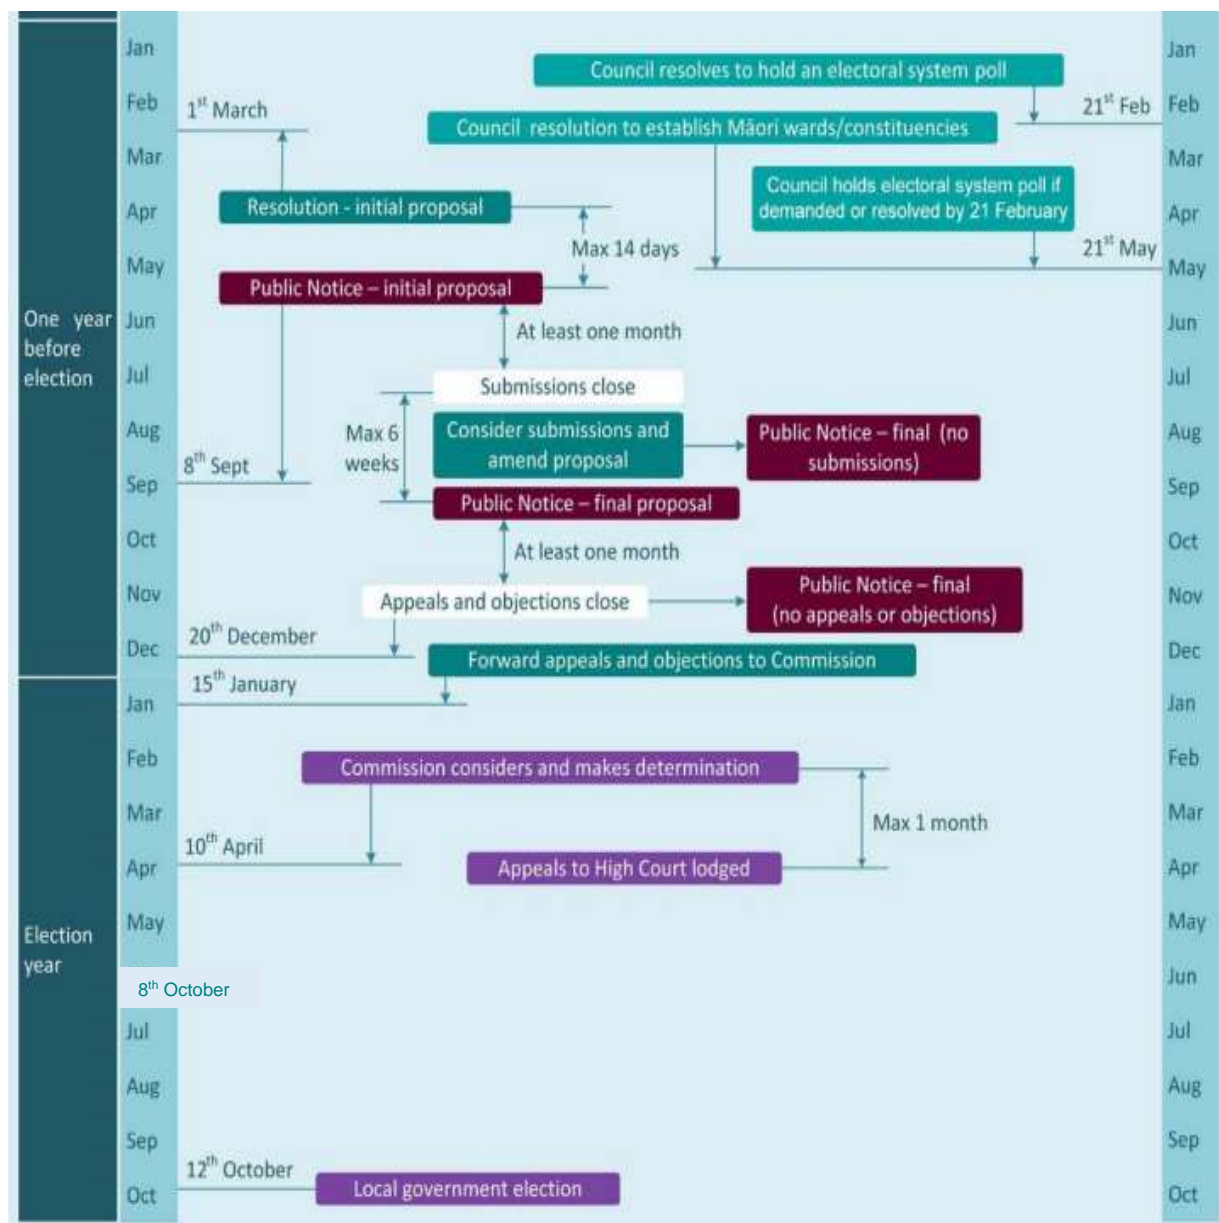 Jan
Jan
Council resolves to hold an electoral system poll
Feb
1st March
21st Feb
Feb
Council resolution to establish Māori wards/constituencies
Mar
Mar
Council holds electoral system poll if
demanded or resolved by 21 February
Apr
Resolution - initial proposal
Apr
Max 14 days
21st May
May
May
Public Notice – initial proposal
One year
before
election
Jun
At least one month
Jun
Jul
Submissions close
Jul
Aug
Max 6
weeks
Consider submissions and
amend proposal
Public Notice – final (no
submissions)
Aug
8th Sept
Sep
Sep
Public Notice – final proposal
Oct
At least one month
Oct
Nov
Appeals and objections close
Public Notice – final
(no appeals or objections)
Nov
20th December
Dec
Forward appeals and objections to Commission
Dec
15th January
Jan
Jan
Feb
Commission considers and makes determination
Feb
Mar
Max 1 month
Mar
10th April
Apr
Appeals to High Court lodged
Apr
May
May
Election
year
8th October
Jun
Jul
Jul
Aug
Aug
Sep
Sep
12th October
Oct
Local government election
Oct